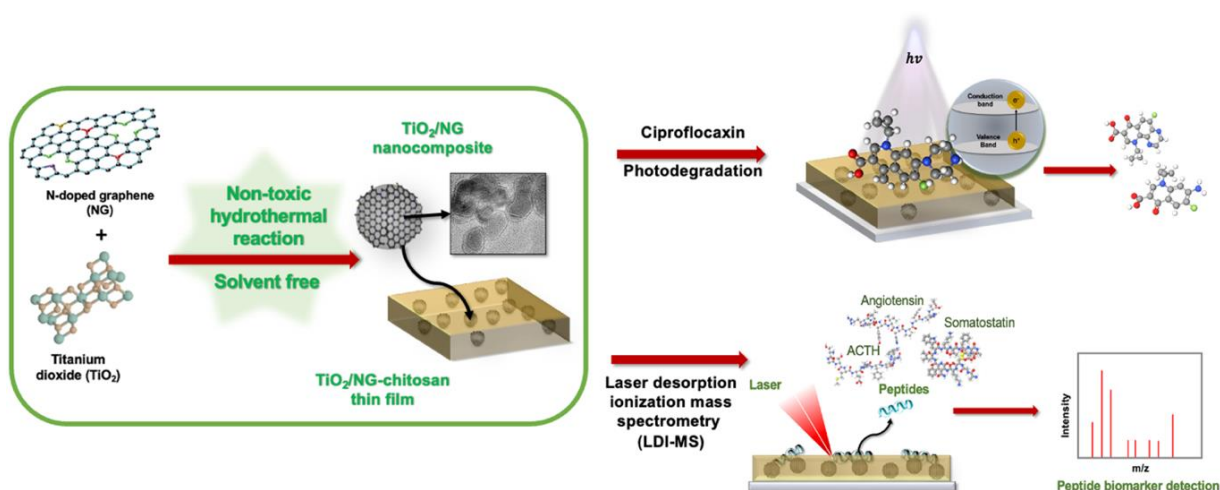 N-doped graphene
(NG)
+
Titanium
dioxide (TiO₂)
Non-toxic
hydrothermal
reaction
Solvent free
TiO₂/NG
nanocomposite
TiO₂/NG-chitosan
thin film
Ciproflocaxin
Photodegradation
hν
Conduction
band
e⁻
Valence
Band
h⁺
Laser desorption
ionization mass
spectrometry
(LDI-MS)
Laser
Angiotensin
Somatostatin
ACTH
Peptides
Intensity
m/z
Peptide biomarker detection